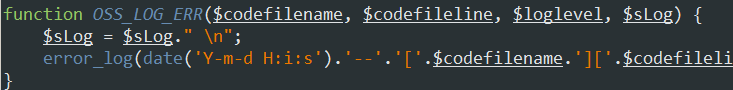 function OSS_LOG_ERR($codefilename, $codefileline, $loglevel, $sLog) {
    $sLog = $sLog." \n";
    error_log(date('Y-m-d H:i:s').'--'.'['.$codefilename.']['.$codefileli
}